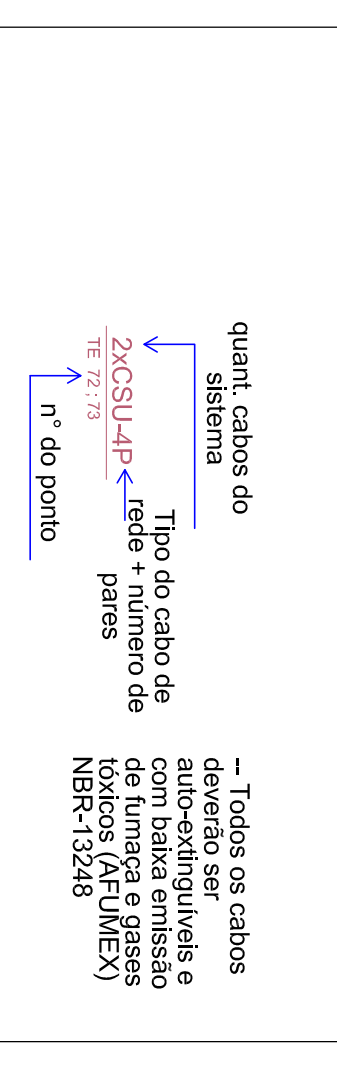 quant. cabos do
sistema
2xCSU-4P
TE 72 ; 73
Tipo do cabo de
rede + número de
pares
n° do ponto
-- Todos os cabos
deverão ser
auto-extinguíveis e
com baixa emissão
de fumaça e gases
tóxicos (AFUMEX)
NBR-13248